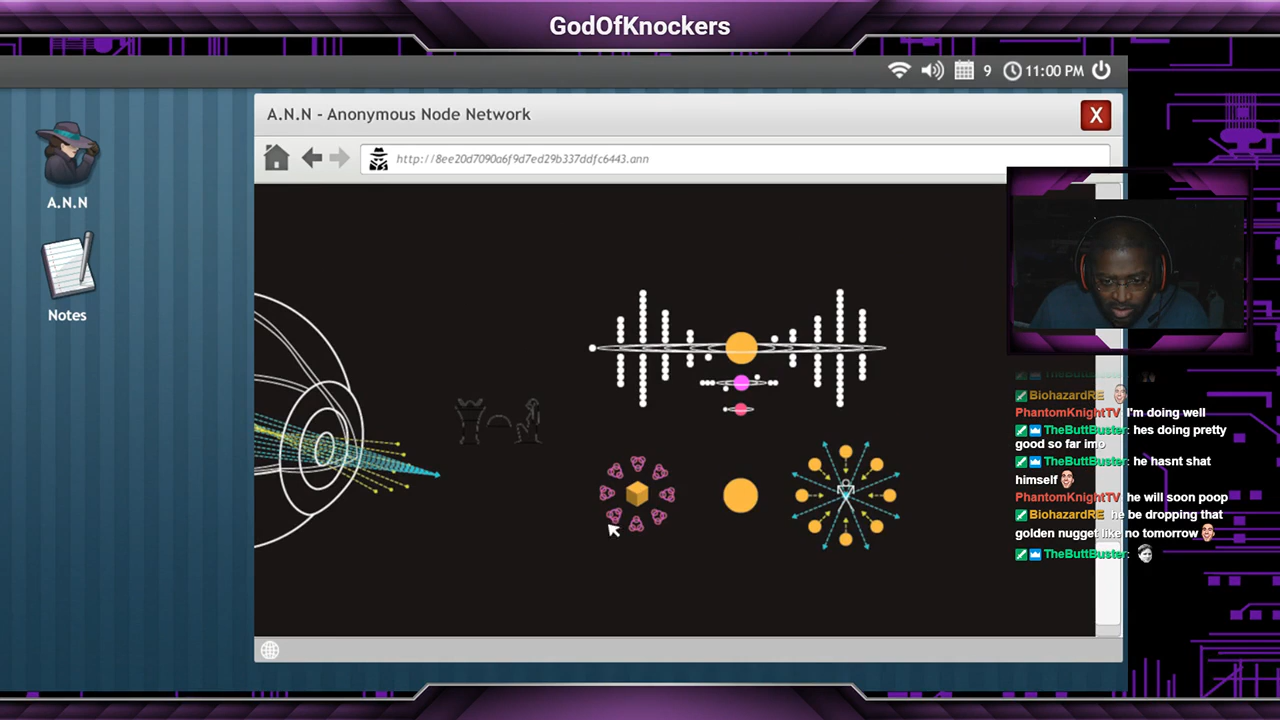 GodOfKnockers
9 11:00 PM
A.N.N - Anonymous Node Network
X
http://8ee20d7090a6f9d7ed29b337ddfc6443.ann
A.N.N
Notes
BiohazardRE
PhantomKnightTV: I'm doing well
TheButtBuster: hes doing pretty
good so far imo
TheButtBuster: he hasnt shat
himself
PhantomKnightTV: he will soon poop
BiohazardRE: he be dropping that
golden nugget like no tomorrow
TheButtBuster: